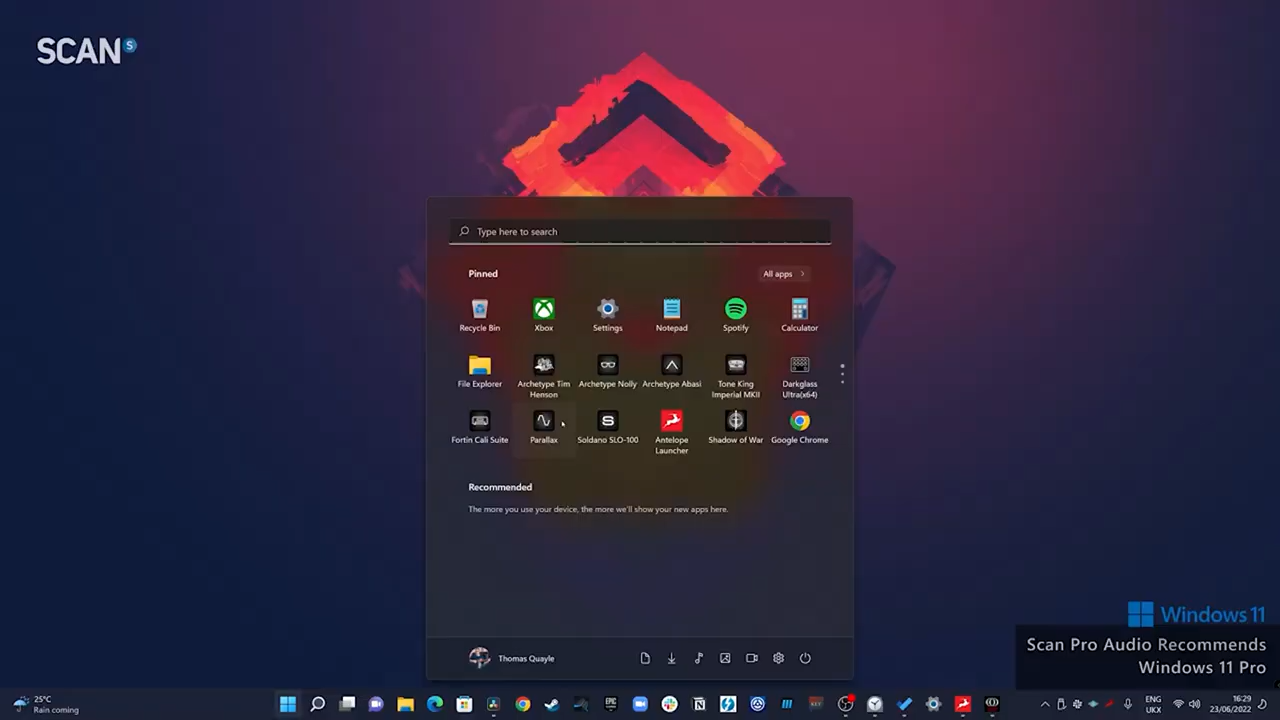 SCAN S
Type here to search
Pinned
All apps
Recycle Bin
Xbox
Settings
Notepad
Spotify
Calculator
File Explorer
Archetype Tim
Henson
Archetype Nolly
Archetype Abasi
Tone King
Imperial MKII
Darkglass
Ultra(x64)
Fortin Cali Suite
Parallax
S
Soldano SLO-100
Antelope
Launcher
Shadow of War
Google Chrome
Recommended
The more you use your device, the more we'll show your new apps here.
Thomas Quayle
Windows 11
Scan Pro Audio Recommends
Windows 11 Pro
25°C
Rain coming
EPIC
ENG
UKX
16:29
23/06/2022